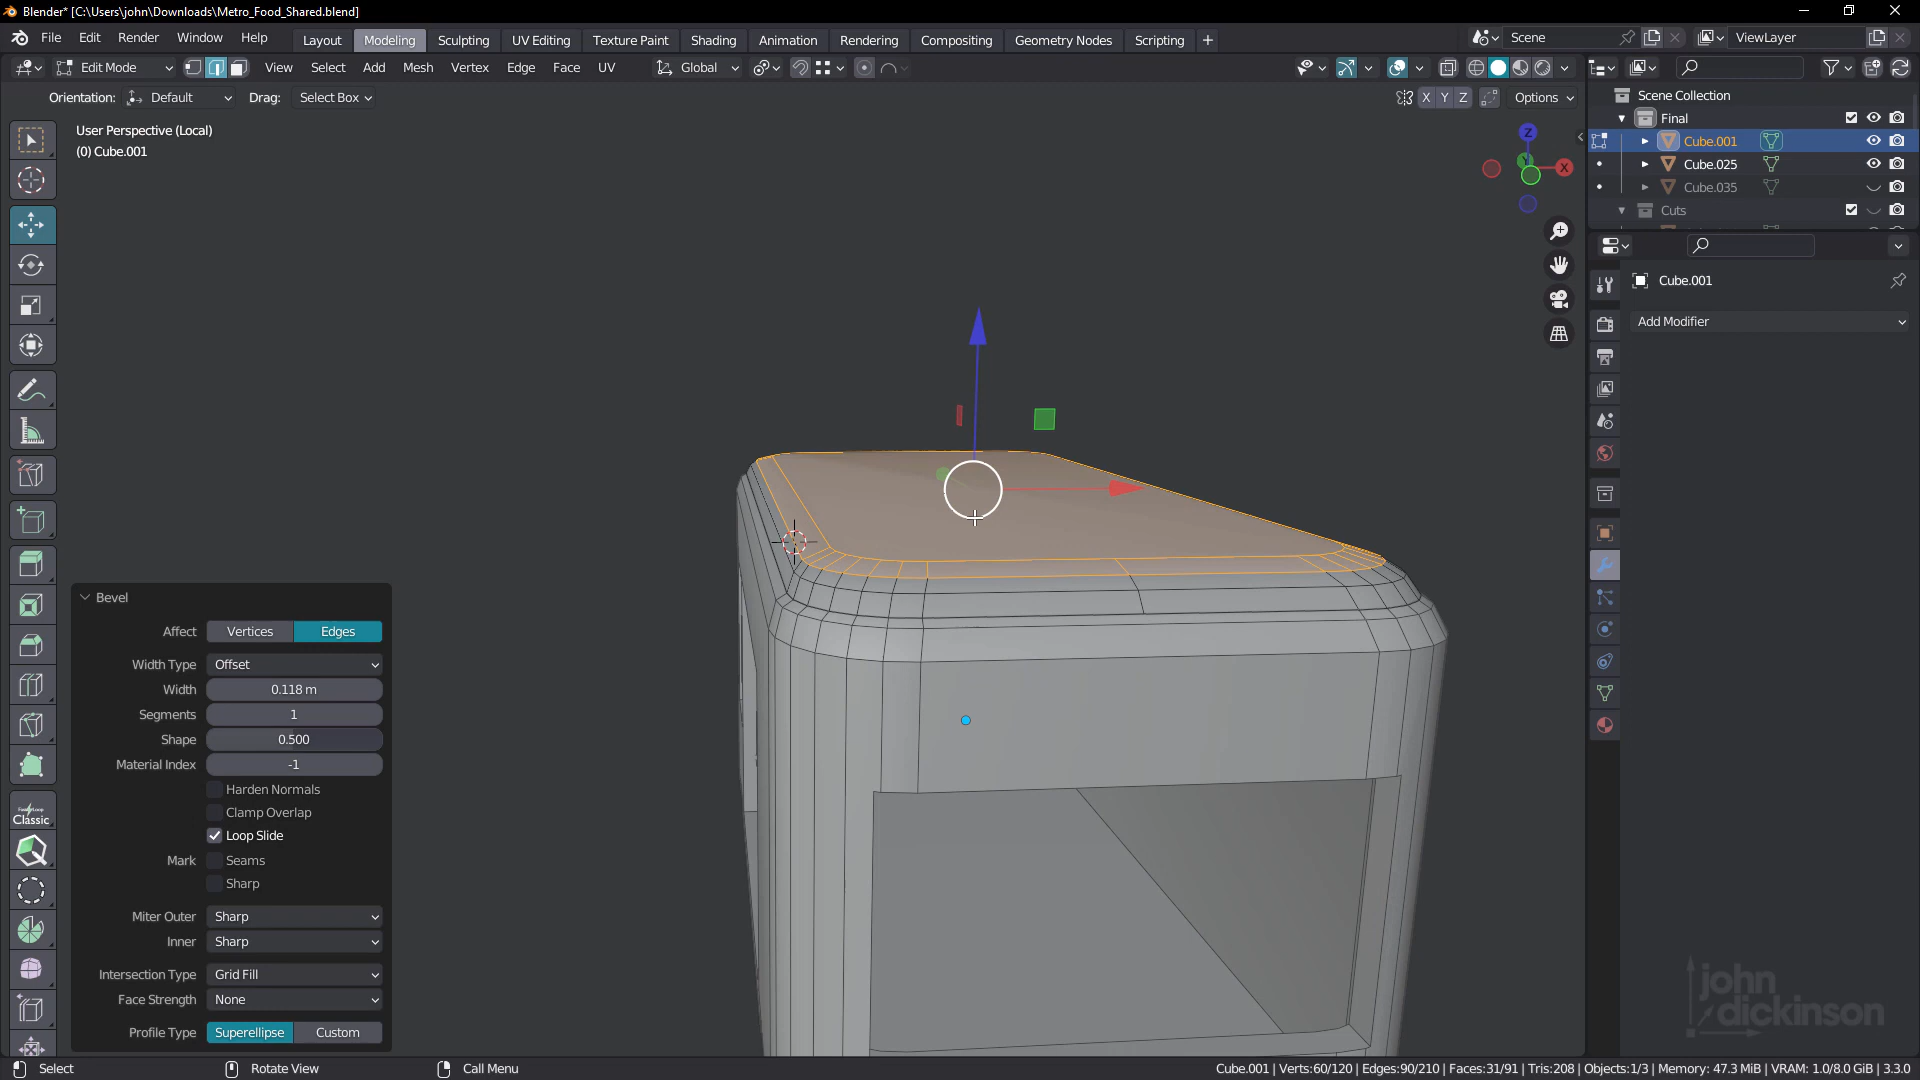 Blender* [C:\Users\john\Downloads\Metro_Food_Shared.blend]
File Edit Render Window Help
Layout Modeling Sculpting UV Editing Texture Paint Shading Animation Rendering Compositing Geometry Nodes Scripting +
Scene
ViewLayer
Edit Mode View Select Add Mesh Vertex Edge Face UV Global
Orientation: Default Drag: Select Box
X Y Z Options
User Perspective (Local)
(0) Cube.001
Z
Y
X
Scene Collection
Final
Cube.001
Cube.025
Cube.035
Cuts
Cube.001
Add Modifier
Classic
Bevel
Affect Vertices Edges
Width Type Offset
Width 0.118 m
Segments 1
Shape 0.500
Material Index -1
Harden Normals
Clamp Overlap
Loop Slide
Mark Seams
Sharp
Miter Outer Sharp
Inner Sharp
Intersection Type Grid Fill
Face Strength None
Profile Type Superellipse Custom
john
dickinson
Select Rotate View Call Menu
Cube.001 | Verts:60/120 | Edges:90/210 | Faces:31/91 | Tris:208 | Objects:1/3 | Memory: 47.3 MiB | VRAM: 1.0/8.0 GiB | 3.3.0